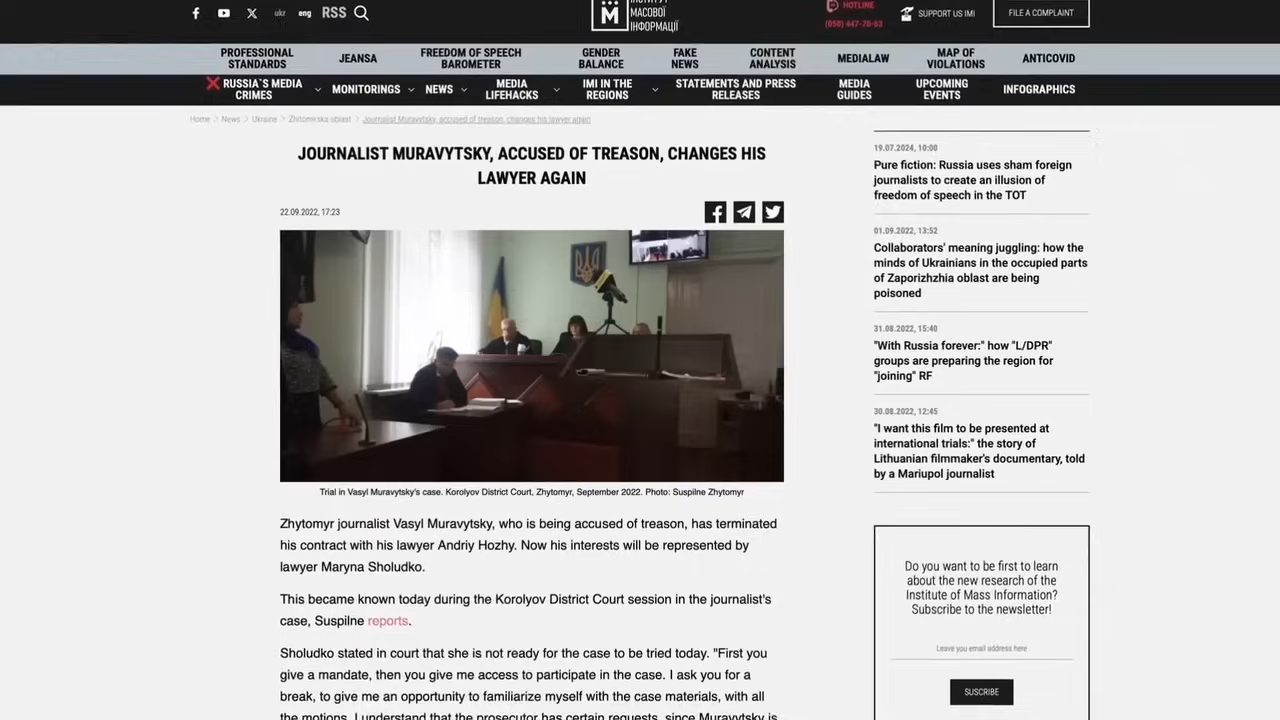 укр
eng
RSS
М
ІНСТИТУТ
МАСОВОЇ
ІНФОРМАЦІЇ
HOTLINE
(050) 447-70-63
SUPPORT US IMI
FILE A COMPLAINT
PROFESSIONAL
STANDARDS
JEANSA
FREEDOM OF SPEECH
BAROMETER
GENDER
BALANCE
FAKE
NEWS
CONTENT
ANALYSIS
MEDIALAW
MAP OF
VIOLATIONS
ANTICOVID
RUSSIA`S MEDIA
CRIMES
MONITORINGS
NEWS
MEDIA
LIFEHACKS
IMI IN THE
REGIONS
STATEMENTS AND PRESS
RELEASES
MEDIA
GUIDES
UPCOMING
EVENTS
INFOGRAPHICS
Home > News > Ukraine > Zhitomirska oblast > Journalist Muravytsky, accused of treason, changes his lawyer again
JOURNALIST MURAVYTSKY, ACCUSED OF TREASON, CHANGES HIS
LAWYER AGAIN
22.09.2022, 17:23
Trial in Vasyl Muravytsky's case. Korolyov District Court, Zhytomyr, September 2022. Photo: Suspilne Zhytomyr
Zhytomyr journalist Vasyl Muravytsky, who is being accused of treason, has terminated
his contract with his lawyer Andriy Hozhy. Now his interests will be represented by
lawyer Maryna Sholudko.
This became known today during the Korolyov District Court session in the journalist's
case, Suspilne reports.
Sholudko stated in court that she is not ready for the case to be tried today. "First you
give a mandate, then you give me access to participate in the case. I ask you for a
break, to give me an opportunity to familiarize myself with the case materials, with all
the motions. I understand that the prosecutor has certain requests, since Muravytsky is
19.07.2024, 10:00
Pure fiction: Russia uses sham foreign
journalists to create an illusion of
freedom of speech in the TOT
01.09.2022, 13:52
Collaborators' meaning juggling: how the
minds of Ukrainians in the occupied parts
of Zaporizhzhia oblast are being
poisoned
31.08.2022, 15:40
"With Russia forever:" how "L/DPR"
groups are preparing the region for
"joining" RF
30.08.2022, 12:45
"I want this film to be presented at
international trials:" the story of
Lithuanian filmmaker's documentary, told
by a Mariupol journalist
Do you want to be first to learn
about the new research of the
Institute of Mass Information?
Subscribe to the newsletter!
Leave you email address here
SUSCRIBE